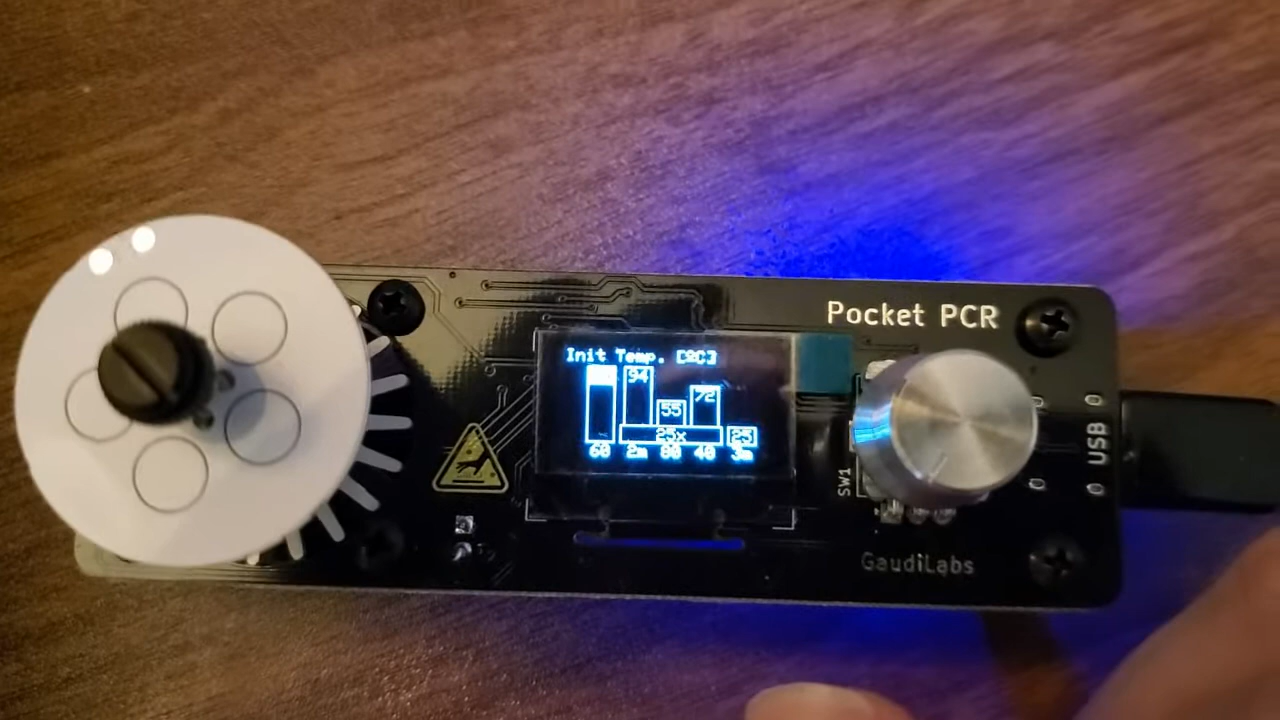 Pocket PCR
Init Temp. [ºC]
94
72
55
25x
25
60 2m 80 40 3m
SW1
USB
GaudiLabs